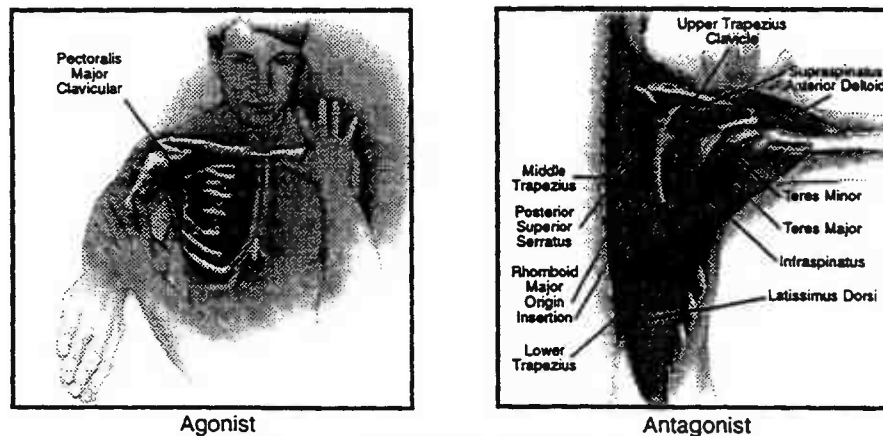 Pectoralis
Major
Clavicular
Agonist
Upper Trapezius
Clavicle
Supraspinatus
Anterior Deltoid
Middle
Trapezius
Posterior
Superior
Serratus
Rhomboid
Major
Origin
Insertion
Lower
Trapezius
Teres Minor
Teres Major
Infraspinatus
Latissimus Dorsi
Antagonist